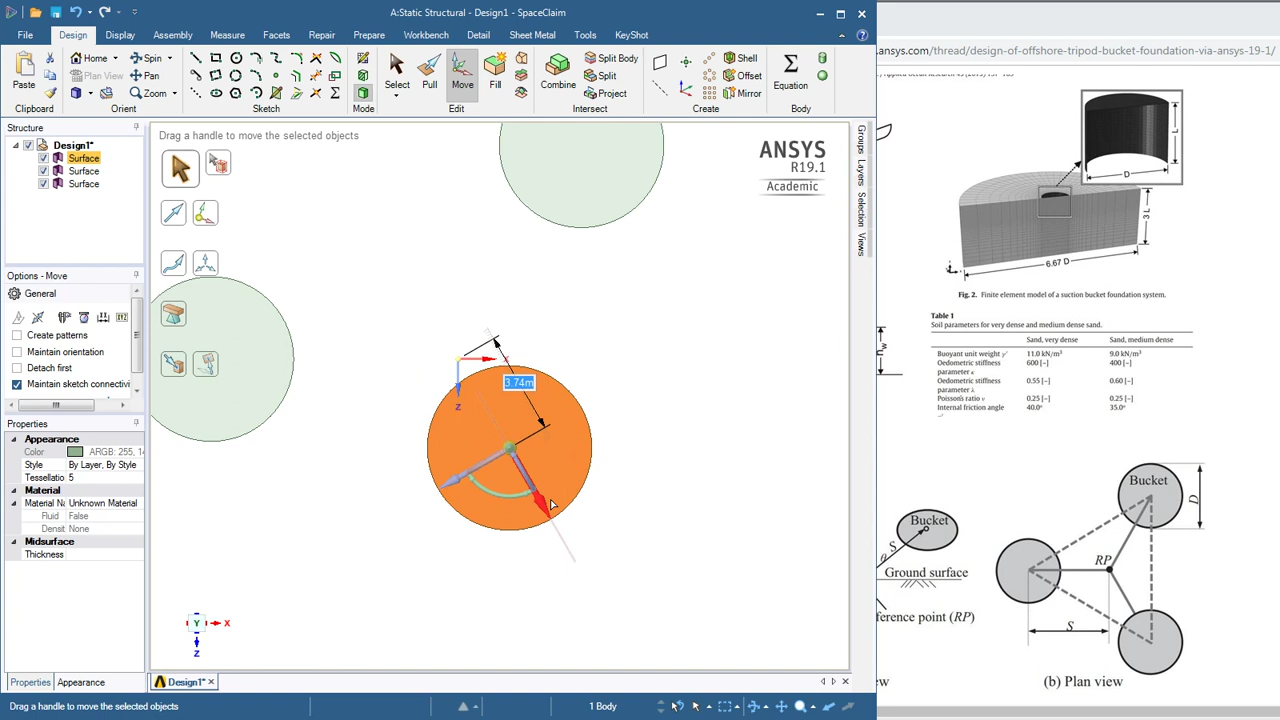 A:Static Structural - Design1 - SpaceClaim
File Design Display Assembly Measure Facets Repair Prepare Workbench Detail Sheet Metal Tools KeyShot
Home
Plan View
Spin
Pan
Zoom
Paste
Select
Pull
Move
Fill
Combine
Split Body
Split
Project
Shell
Offset
Mirror
Equation
Clipboard Orient Sketch Mode Edit Intersect Create Body
Structure
Design1*
Surface
Surface
Surface
Options - Move
General
Create patterns
Maintain orientation
Detach first
Maintain sketch connectivi
Properties
Appearance
Color ARGB: 255, 1
Style By Layer, By Style
Tessellatio 5
Material
Material Na Unknown Material
Fluid False
Densit None
Midsurface
Thickness
Properties Appearance
Drag a handle to move the selected objects
ANSYS
R19.1
Academic
Groups Layers Selection Views
3.74m
X
Z
Y X
Z
Design1*
Drag a handle to move the selected objects
1 Body
.ansys.com/thread/design-of-offshore-tripod-bucket-foundation-via-ansys-19-1/
L
D
3 L
6.67 D
Fig. 2. Finite element model of a suction bucket foundation system.
Table 1
Soil parameters for very dense and medium dense sand.
Sand, very dense Sand, medium dense
Buoyant unit weight γ′ 11.0 kN/m³ 9.0 kN/m³
Oedometric stiffness 600 [–] 400 [–]
parameter κ
Oedometric stiffness 0.55 [–] 0.60 [–]
parameter λ
Poisson's ratio ν 0.25 [–] 0.25 [–]
Internal friction angle 40.0° 35.0°
Bucket
S
θ
Ground surface
ference point (RP)
ew
Bucket
D
RP
S
(b) Plan view